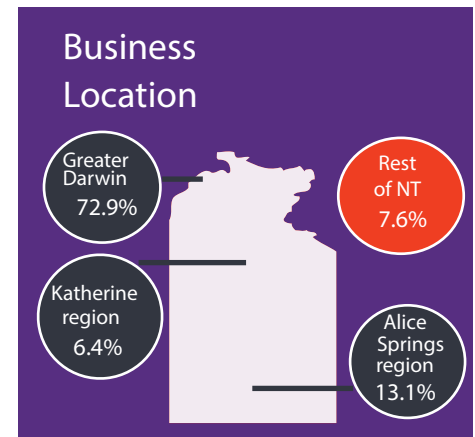 Business
Location
Greater
Darwin
72.9%
Rest
of NT
7.6%
Katherine
region
6.4%
Alice
Springs
region
13.1%